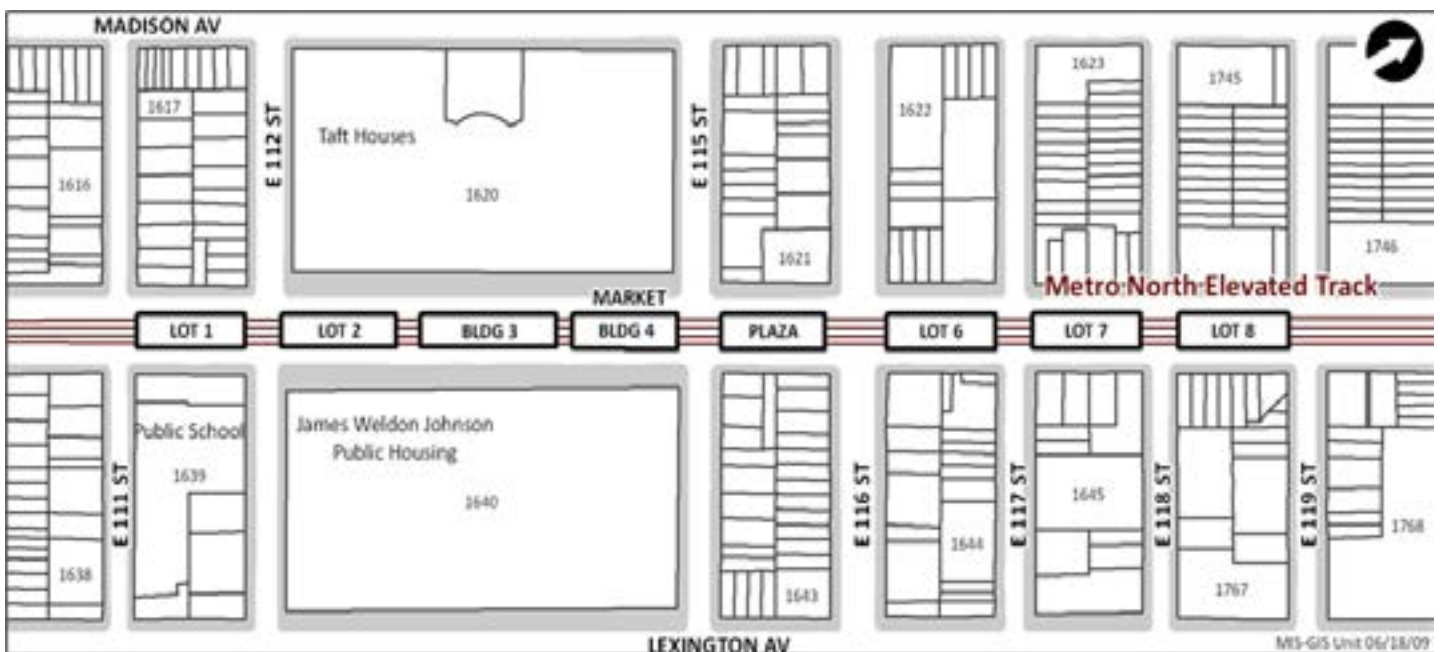 MADISON AV
1616
1617
E 112 ST
Taft Houses
1620
E 115 ST
1621
1622
1623
1745
1746
Metro North Elevated Track
MARKET
LOT 1
LOT 2
BLDG 3
BLDG 4
PLAZA
LOT 6
LOT 7
LOT 8
1638
E 111 ST
Public School
1639
James Weldon Johnson
Public Housing
1640
1643
E 116 ST
1644
E 117 ST
1645
E 118 ST
1767
E 119 ST
1768
LEXINGTON AV
MIS-GIS Unit 06/18/09